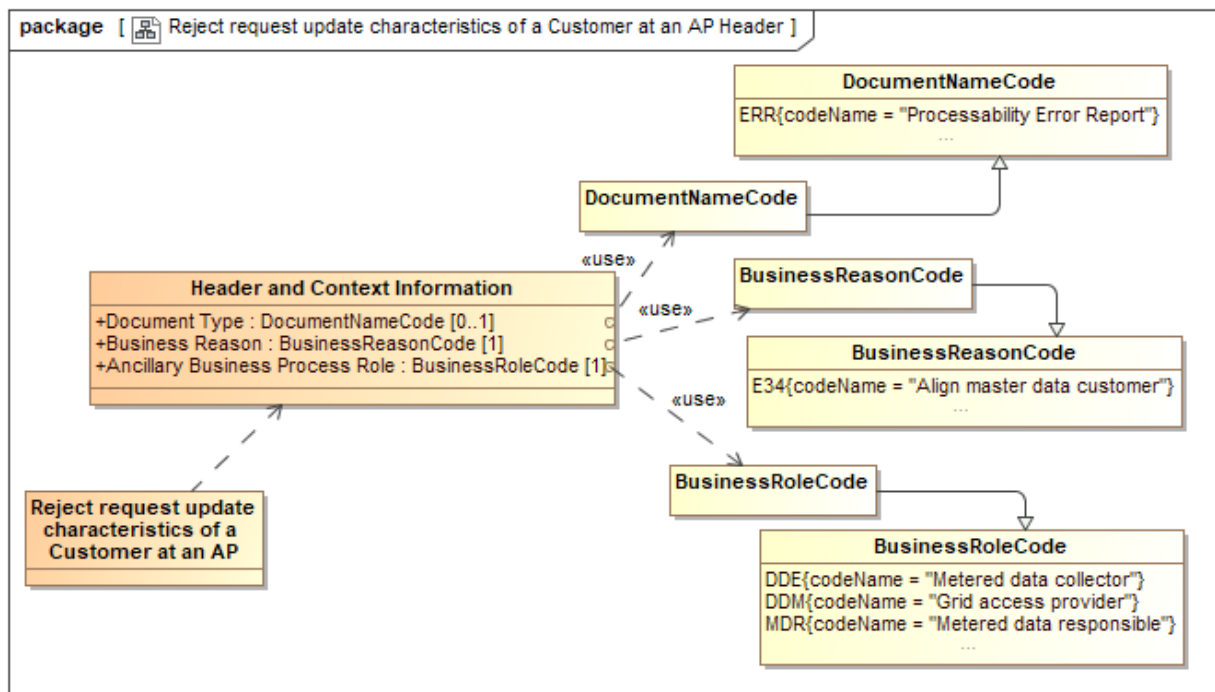 package [ Reject request update characteristics of a Customer at an AP Header ]
DocumentNameCode
ERR{codeName = "Processability Error Report"}
...
DocumentNameCode
«use»
BusinessReasonCode
«use»
Header and Context Information
+Document Type : DocumentNameCode [0..1]
+Business Reason : BusinessReasonCode [1]
+Ancillary Business Process Role : BusinessRoleCode [1]
BusinessReasonCode
E34{codeName = "Align master data customer"}
...
«use»
BusinessRoleCode
Reject request update
characteristics of a
Customer at an AP
BusinessRoleCode
DDE{codeName = "Metered data collector"}
DDM{codeName = "Grid access provider"}
MDR{codeName = "Metered data responsible"}
...